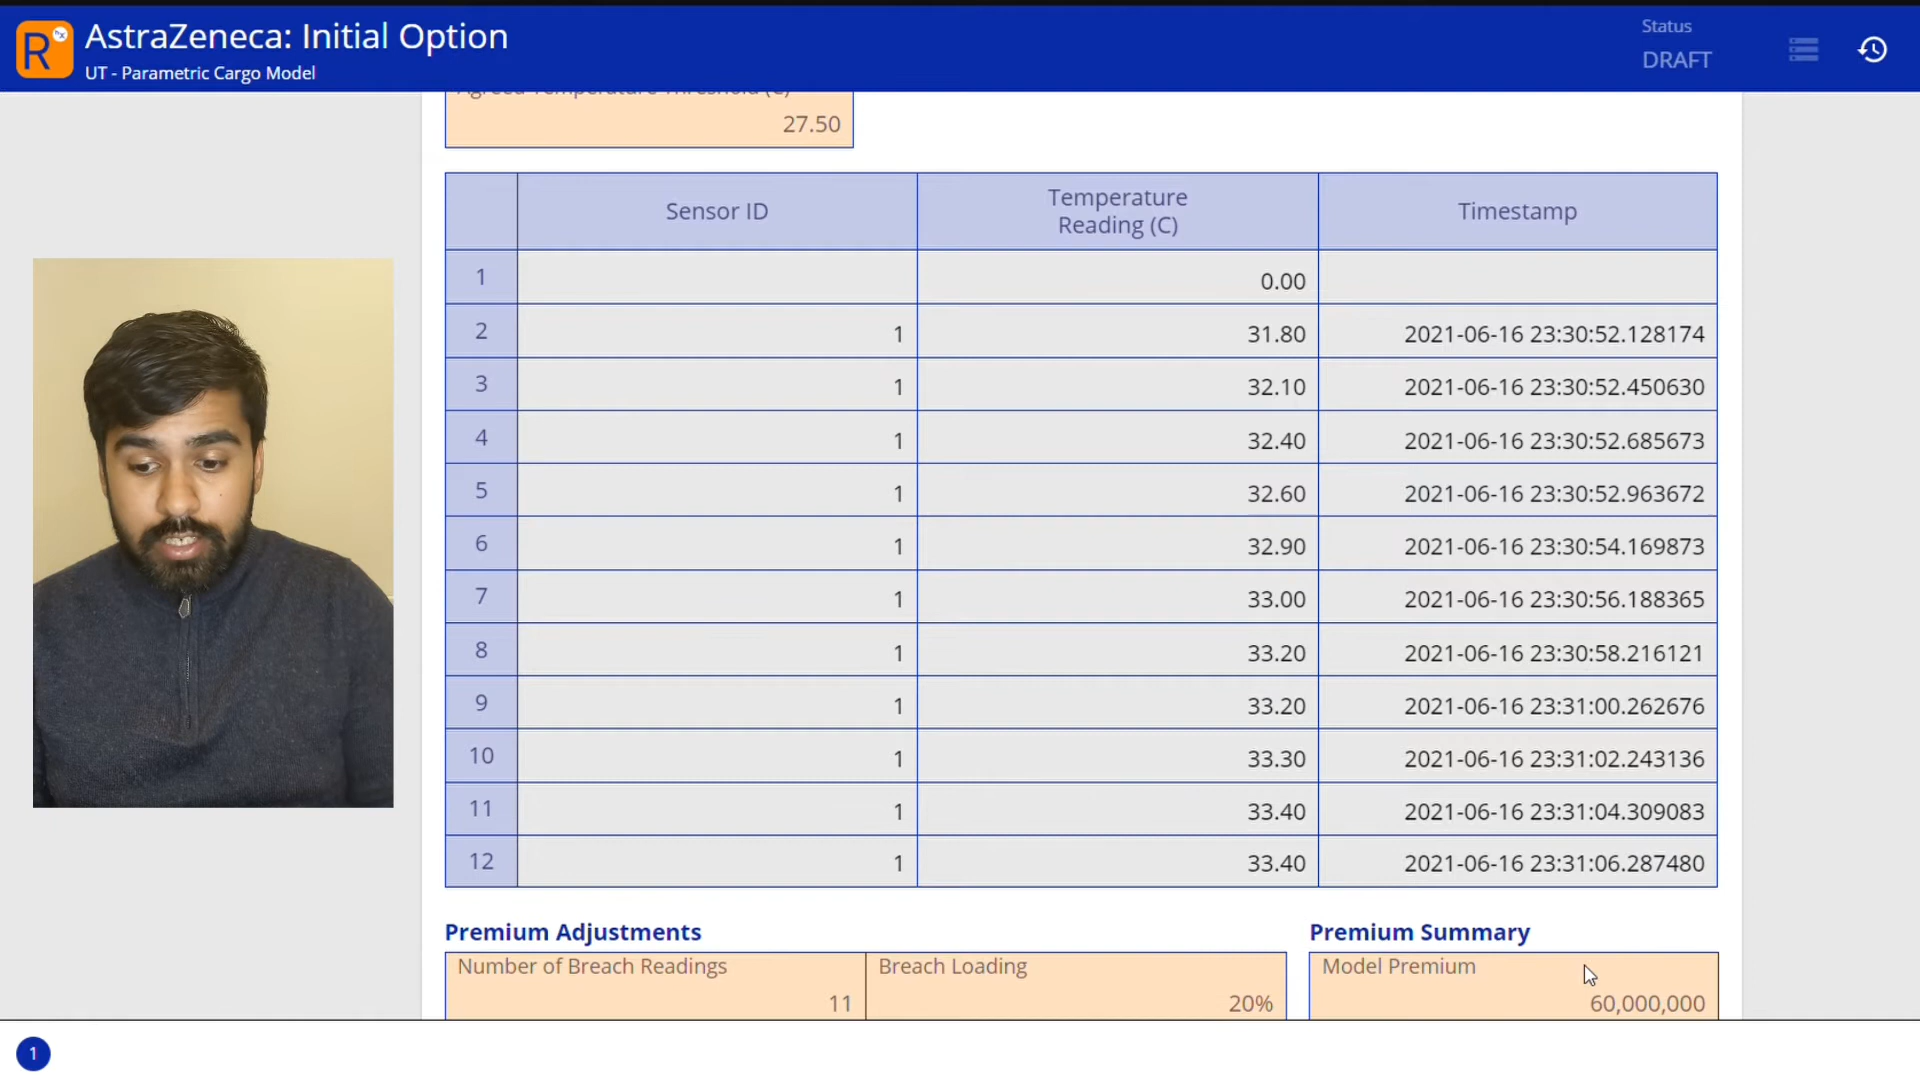 R hx
AstraZeneca: Initial Option
UT - Parametric Cargo Model
Status
DRAFT
Agreed Temperature Threshold (C)
27.50
Sensor ID Temperature Reading (C) Timestamp
1 0.00
2 1 31.80 2021-06-16 23:30:52.128174
3 1 32.10 2021-06-16 23:30:52.450630
4 1 32.40 2021-06-16 23:30:52.685673
5 1 32.60 2021-06-16 23:30:52.963672
6 1 32.90 2021-06-16 23:30:54.169873
7 1 33.00 2021-06-16 23:30:56.188365
8 1 33.20 2021-06-16 23:30:58.216121
9 1 33.20 2021-06-16 23:31:00.262676
10 1 33.30 2021-06-16 23:31:02.243136
11 1 33.40 2021-06-16 23:31:04.309083
12 1 33.40 2021-06-16 23:31:06.287480
Premium Adjustments Premium Summary
Number of Breach Readings Breach Loading Model Premium
11 20% 60,000,000
1